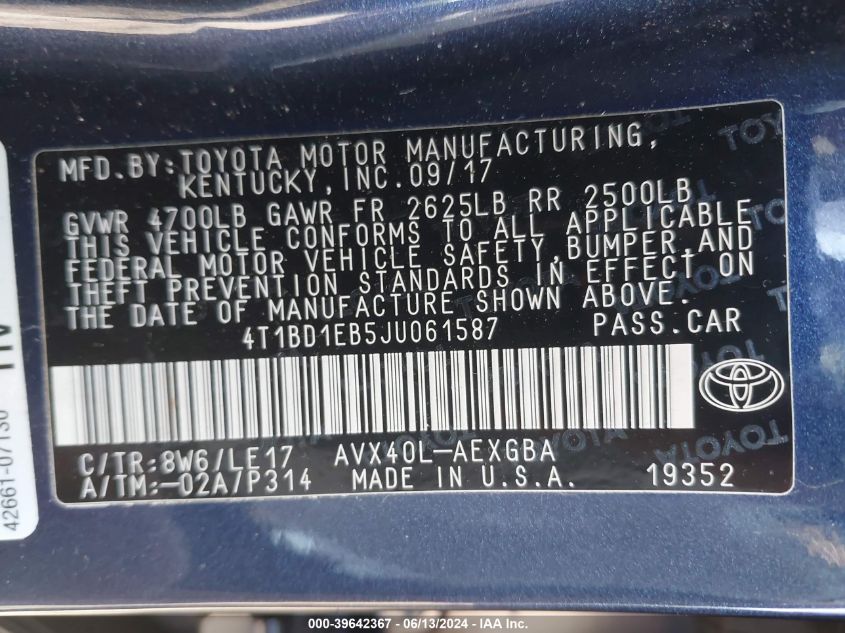 MFD.BY:TOYOTA MOTOR MANUFACTURING,
KENTUCKY, INC.09/17
GVWR 4700LB GAWR FR 2625LB RR 2500LB
THIS VEHICLE CONFORMS TO ALL APPLICABLE
FEDERAL MOTOR VEHICLE SAFETY,BUMPER,AND
THEFT PREVENTION STANDARDS IN EFFECT ON
THE DATE OF MANUFACTURE SHOWN ABOVE.
4T1BD1EB5JU061587 PASS.CAR
C/TR:8W6/LE17 AVX40L-AEXGBA
A/TM:-02A/P314 MADE IN U.S.A. 19352
42661-07130
000-39642367 - 06/13/2024 - IAA Inc.